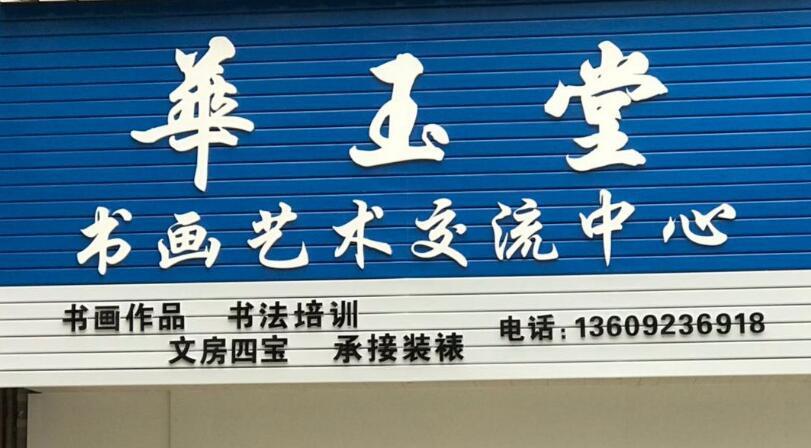 華玉堂
书画艺术交流中心
书画作品 书法培训
文房四宝 承接装裱
电话:13609236918